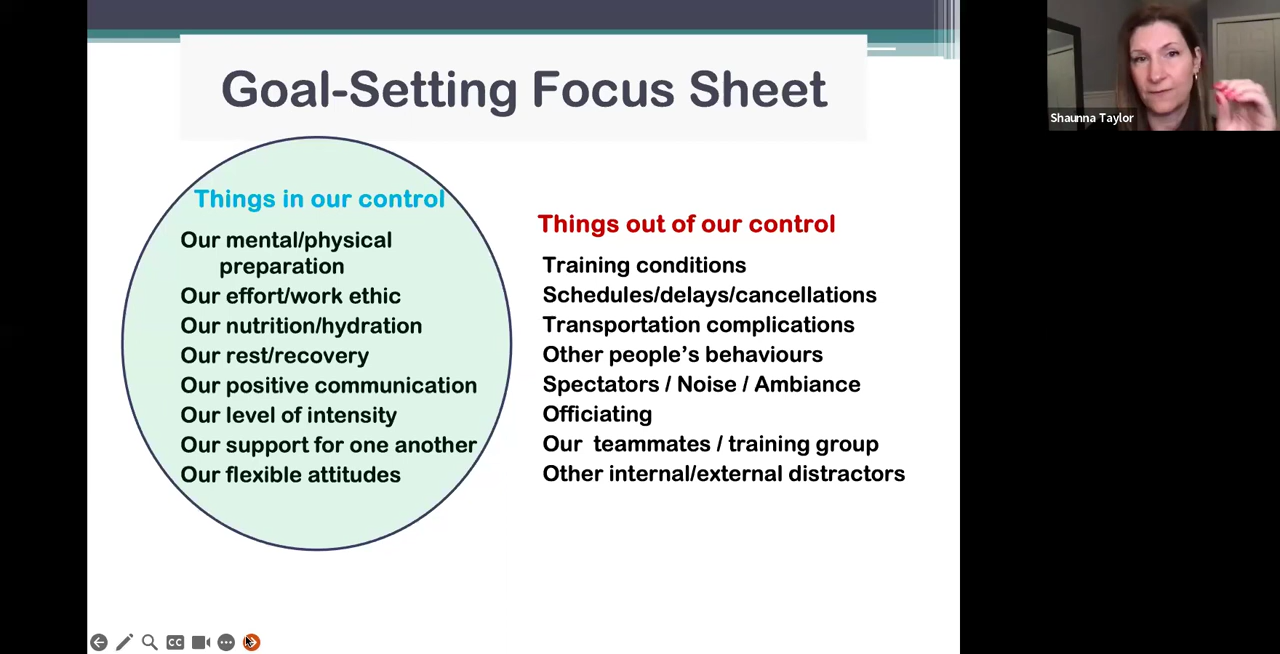 Goal-Setting Focus Sheet
Things in our control
Our mental/physical
preparation
Our effort/work ethic
Our nutrition/hydration
Our rest/recovery
Our positive communication
Our level of intensity
Our support for one another
Our flexible attitudes
Things out of our control
Training conditions
Schedules/delays/cancellations
Transportation complications
Other people’s behaviours
Spectators / Noise / Ambiance
Officiating
Our teammates / training group
Other internal/external distractors
Shaunna Taylor
CC